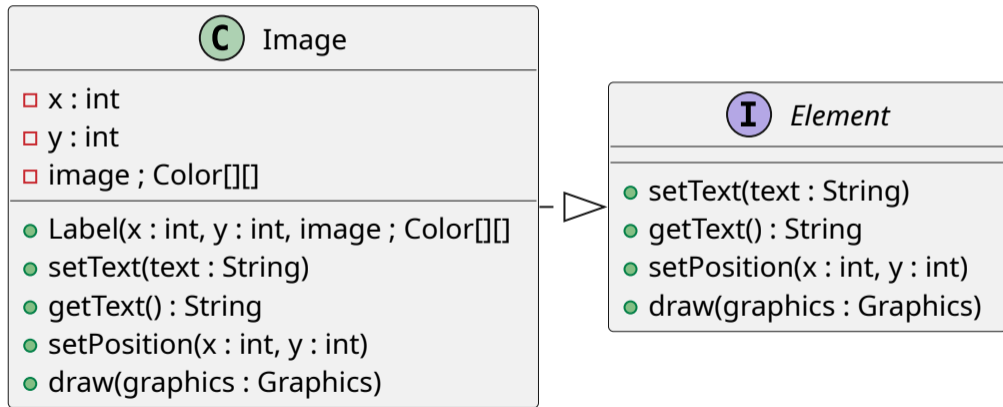 C Image
x : int
y : int
image ; Color[][]
Label(x : int, y : int, image ; Color[][]
setText(text : String)
getText() : String
setPosition(x : int, y : int)
draw(graphics : Graphics)
I Element
setText(text : String)
getText() : String
setPosition(x : int, y : int)
draw(graphics : Graphics)